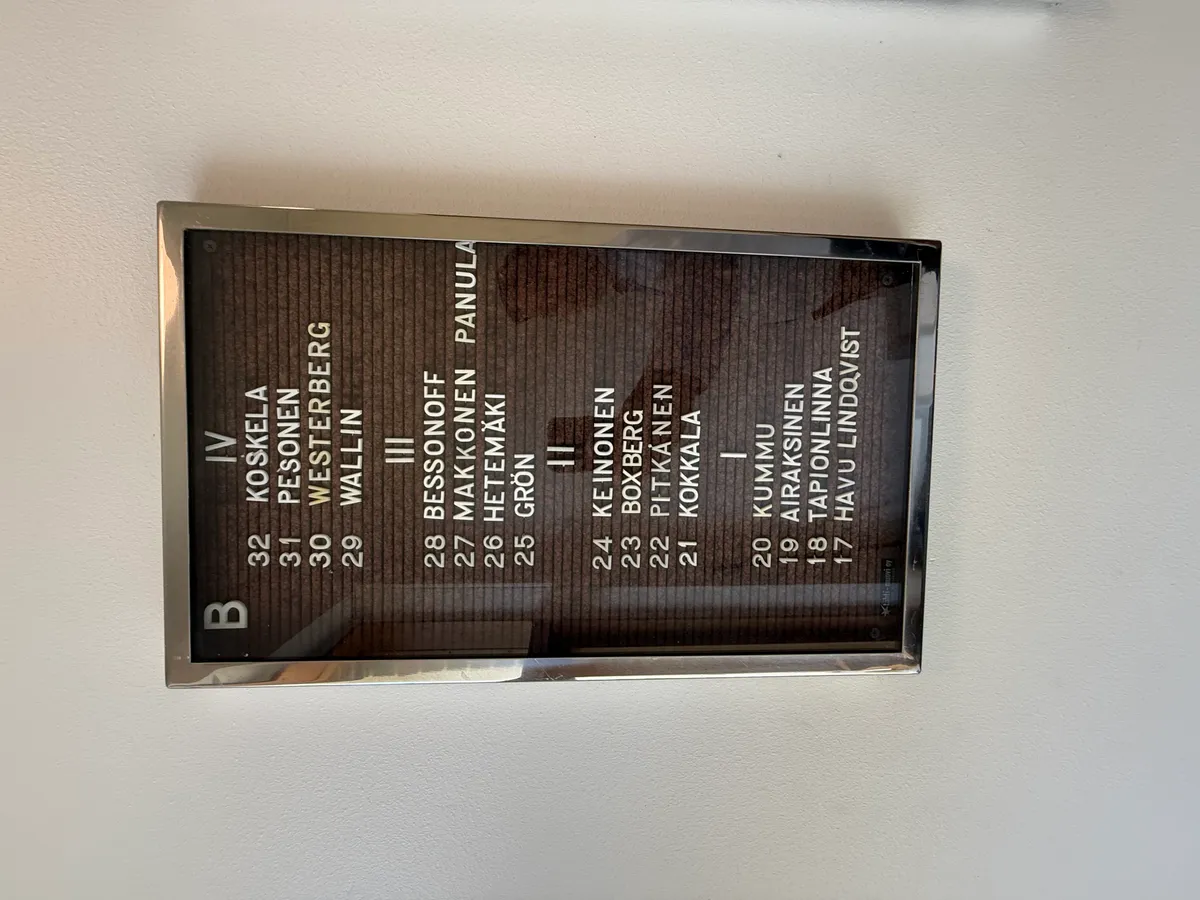 B
IV
32 KOSKELA
31 PESONEN
30 WESTERBERG
29 WALLIN
III
28 BESSONOFF
27 MAKKONEN PANULA
26 HETEMÄKI
25 GRÖN
II
24 KEINONEN
23 BOXBERG
22 PITKÄNEN
21 KOKKALA
I
20 KUMMU
19 AIRAKSINEN
18 TAPIONLINNA
17 HAVU LINDQVIST